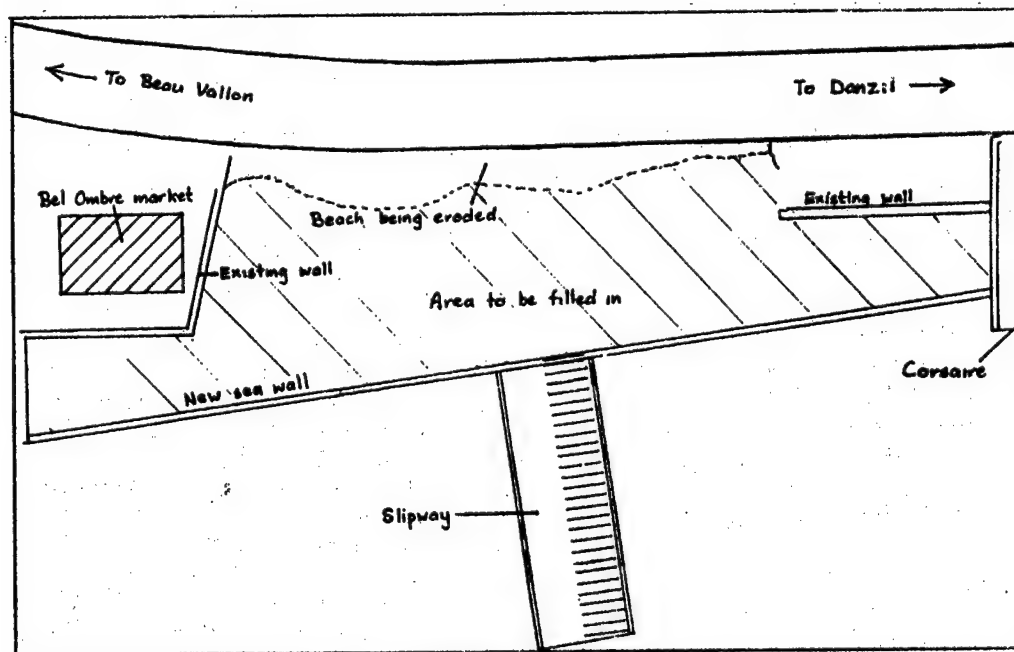 To Beau Vallon
To Danzil
Bel Ombre market
Beach being eroded
Existing wall
Existing wall
Area to be filled in
New sea wall
Corsaire
Slipway